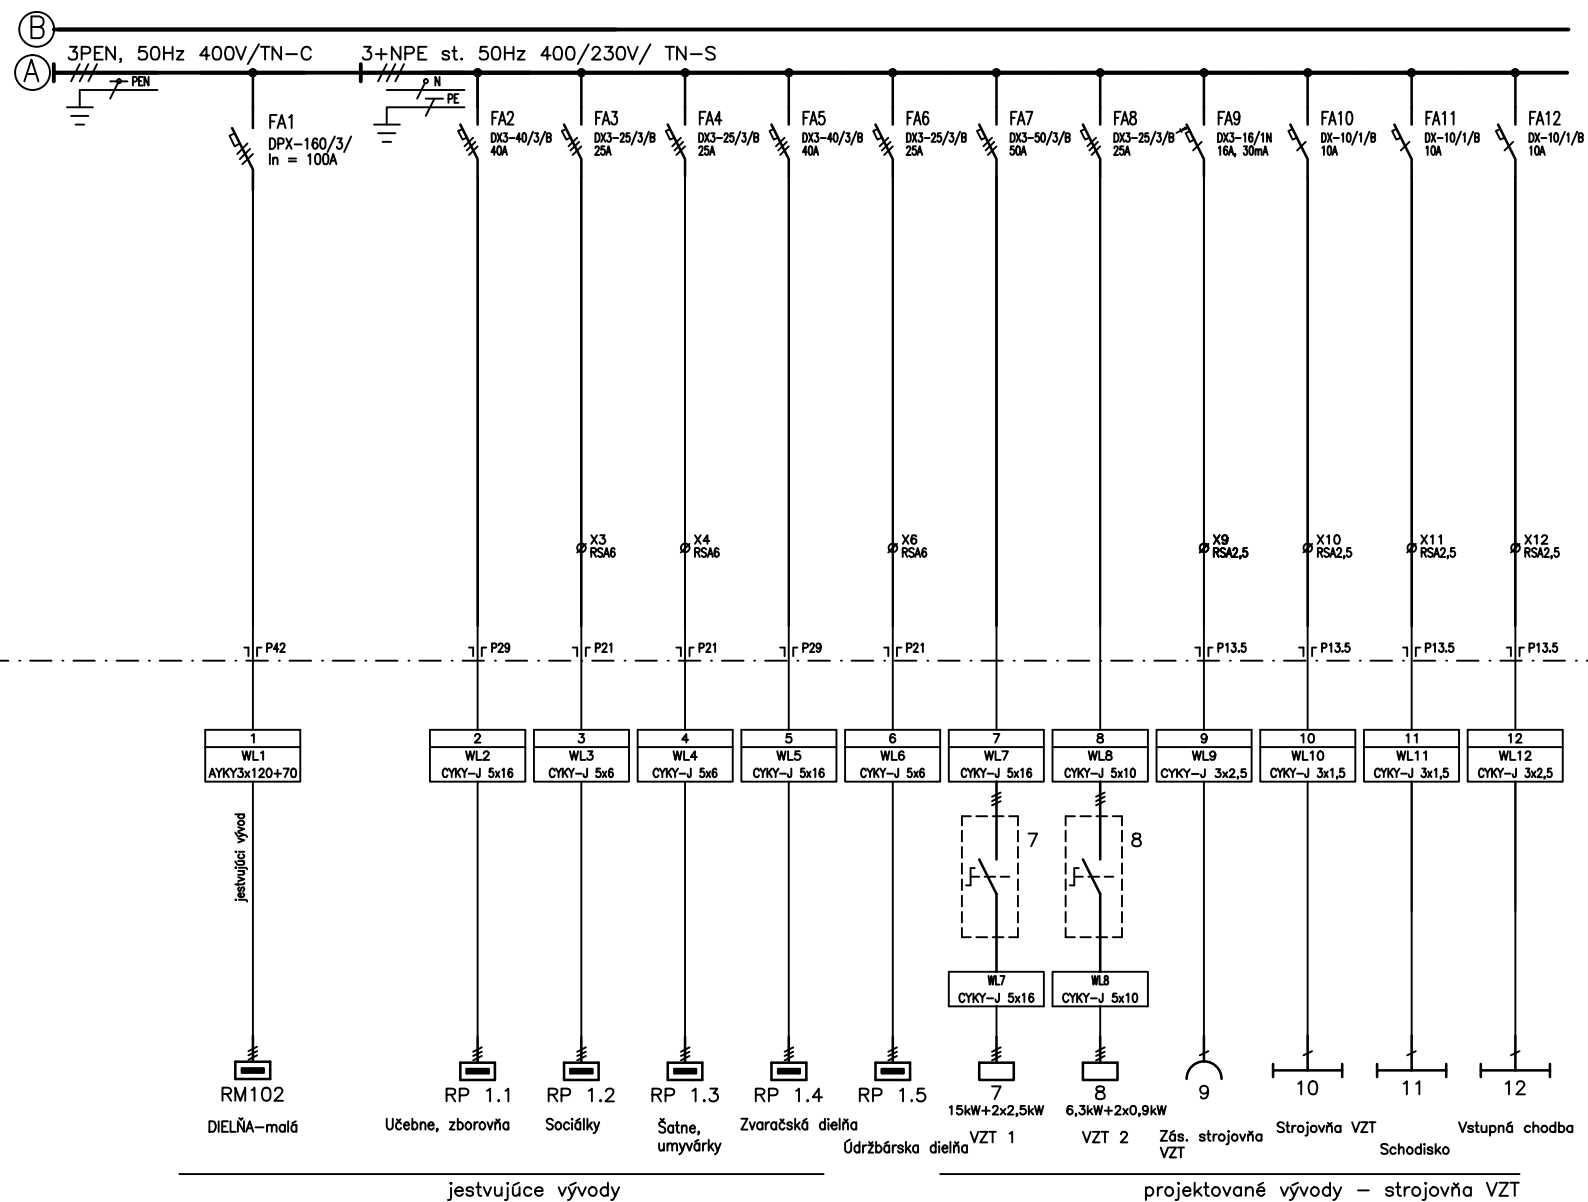 B
3PEN, 50Hz 400V/TN-C
3+NPE st. 50Hz 400/230V/ TN-S
A
PEN
N
PE
FA1
DPX-160/3/
In = 100A
FA2
DX3-40/3/B
40A
FA3
DX3-25/3/B
25A
FA4
DX3-25/3/B
25A
FA5
DX3-40/3/B
40A
FA6
DX3-25/3/B
25A
FA7
DX3-50/3/B
50A
FA8
DX3-25/3/B
25A
FA9
DX3-16/1N
16A, 30mA
FA10
DX-10/1/B
10A
FA11
DX-10/1/B
10A
FA12
DX-10/1/B
10A
X3
RSA6
X4
RSA6
X6
RSA6
X9
RSA2,5
X10
RSA2,5
X11
RSA2,5
X12
RSA2,5
P42
P29
P21
P21
P29
P21
P13.5
P13.5
P13.5
P13.5
1
WL1
AYKY3x120+70
2
WL2
CYKY-J 5x16
3
WL3
CYKY-J 5x6
4
WL4
CYKY-J 5x6
5
WL5
CYKY-J 5x16
6
WL6
CYKY-J 5x6
7
WL7
CYKY-J 5x16
8
WL8
CYKY-J 5x10
9
WL9
CYKY-J 3x2,5
10
WL10
CYKY-J 3x1,5
11
WL11
CYKY-J 3x1,5
12
WL12
CYKY-J 3x2,5
jestvujúci vývod
7
8
WL7
CYKY-J 5x16
WL8
CYKY-J 5x10
RM102
DIELŇA-malá
RP 1.1
Učebne, zborovňa
RP 1.2
Sociálky
RP 1.3
Šatne,
umyvárky
RP 1.4
Zvaračská dielňa
RP 1.5
Údržbárska dielňa
7
15kW+2x2,5kW
VZT 1
8
6,3kW+2x0,9kW
VZT 2
9
Zás. strojovňa
VZT
10
Strojovňa VZT
11
Schodisko
12
Vstupná chodba
jestvujúce vývody
projektované vývody - strojovňa VZT